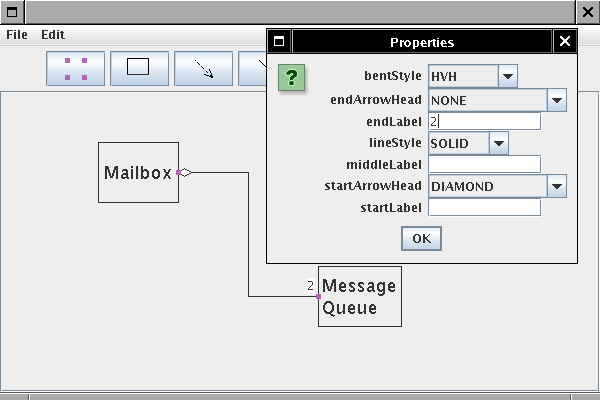 File Edit
Properties
bentStyle HVH
endArrowHead NONE
endLabel 2
lineStyle SOLID
middleLabel
startArrowHead DIAMOND
startLabel
OK
?
Mailbox
2
Message
Queue